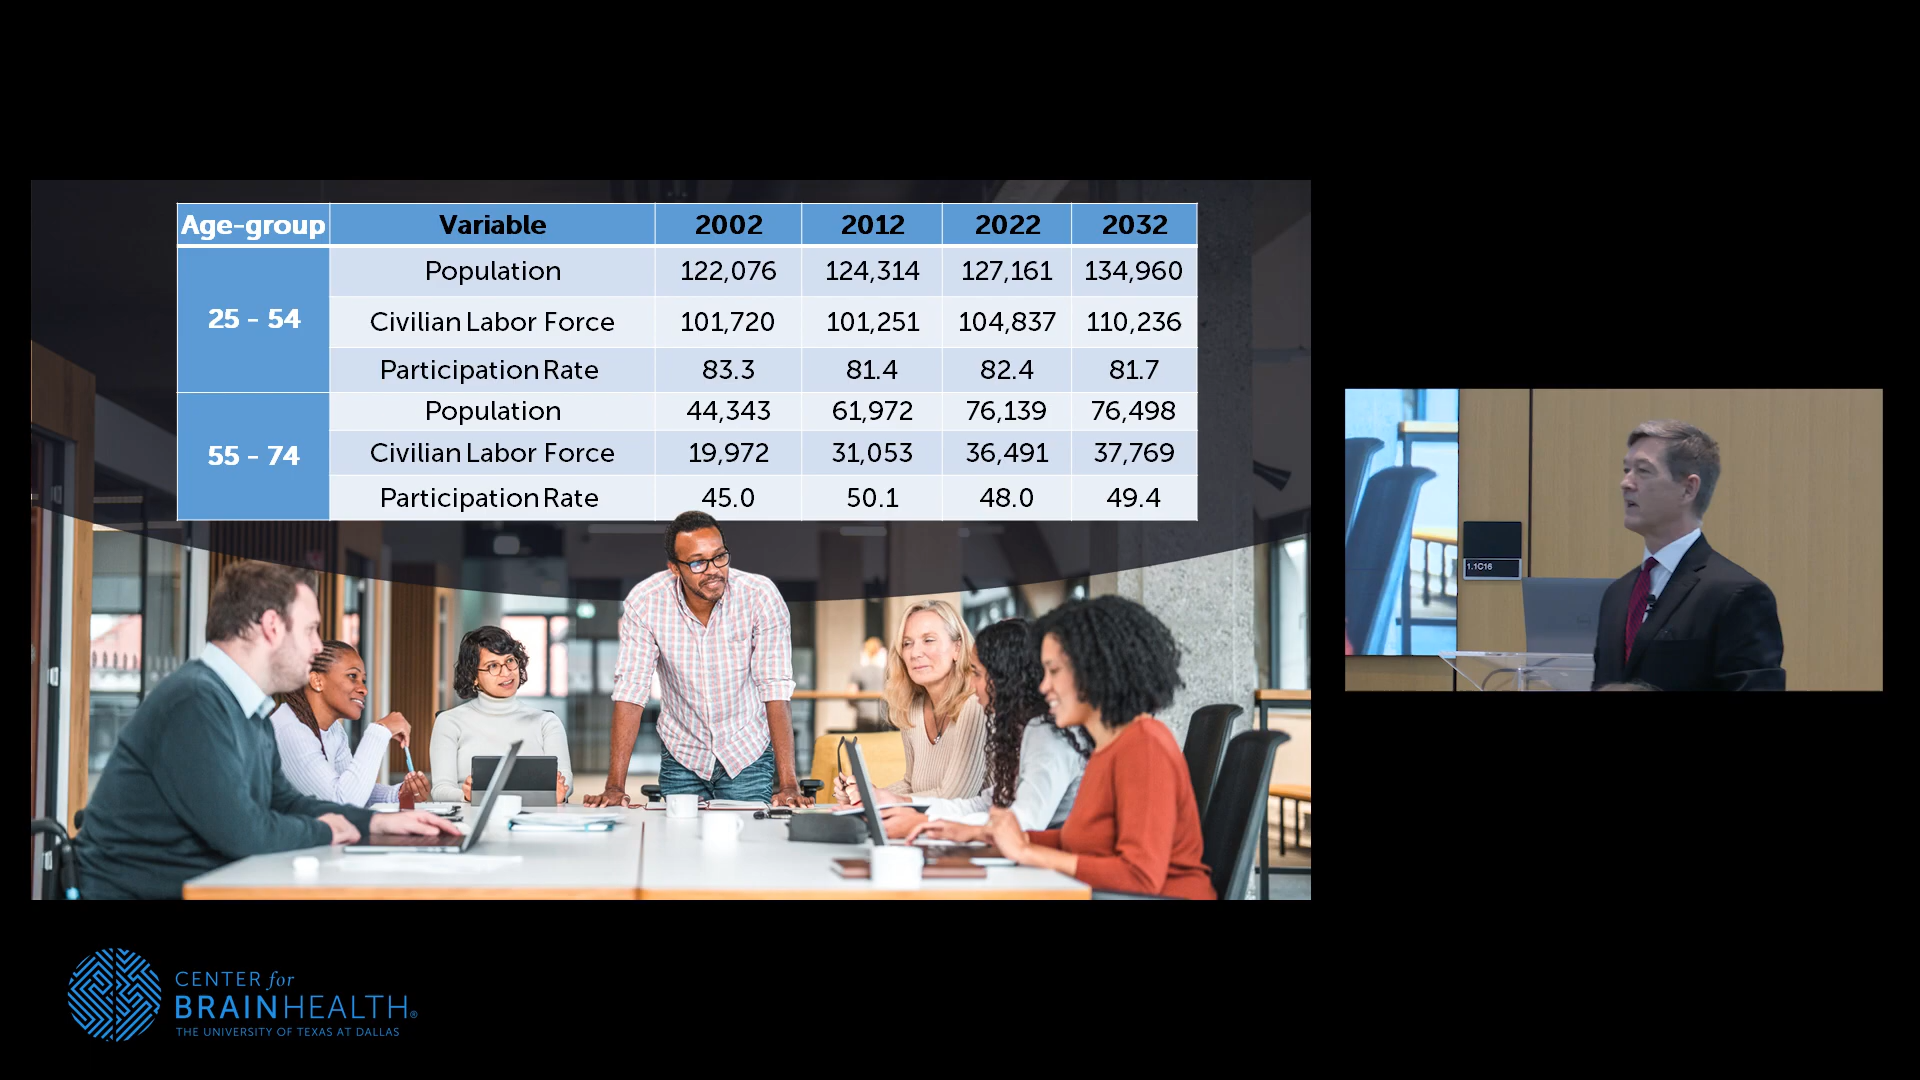 Age-group Variable 2002 2012 2022 2032
25 - 54 Population 122,076 124,314 127,161 134,960
Civilian Labor Force 101,720 101,251 104,837 110,236
Participation Rate 83.3 81.4 82.4 81.7
55 - 74 Population 44,343 61,972 76,139 76,498
Civilian Labor Force 19,972 31,053 36,491 37,769
Participation Rate 45.0 50.1 48.0 49.4
1.1C16
CENTER for
BRAINHEALTH®
THE UNIVERSITY OF TEXAS AT DALLAS